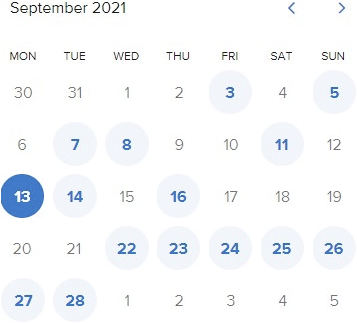 September 2021
MON TUE WED THU FRI SAT SUN
30 31 1 2 3 4 5
6 7 8 9 10 11 12
13 14 15 16 17 18 19
20 21 22 23 24 25 26
27 28 1 2 3 4 5